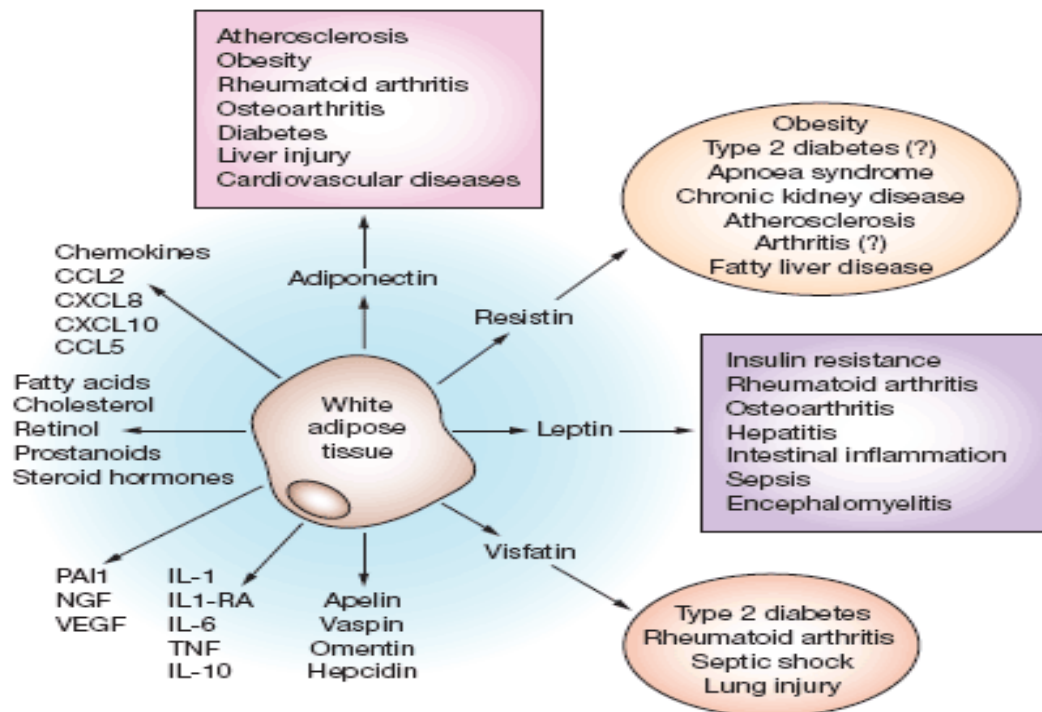 Atherosclerosis
Obesity
Rheumatoid arthritis
Osteoarthritis
Diabetes
Liver injury
Cardiovascular diseases
Obesity
Type 2 diabetes (?)
Apnoea syndrome
Chronic kidney disease
Atherosclerosis
Arthritis (?)
Fatty liver disease
Chemokines
CCL2
CXCL8
CXCL10
CCL5
Adiponectin
Resistin
Fatty acids
Cholesterol
Retinol
Prostanoids
Steroid hormones
White
adipose
tissue
Leptin
Insulin resistance
Rheumatoid arthritis
Osteoarthritis
Hepatitis
Intestinal inflammation
Sepsis
Encephalomyelitis
Visfatin
PAI1
NGF
VEGF
IL-1
IL1-RA
IL-6
TNF
IL-10
Apelin
Vaspin
Omentin
Hepcidin
Type 2 diabetes
Rheumatoid arthritis
Septic shock
Lung injury